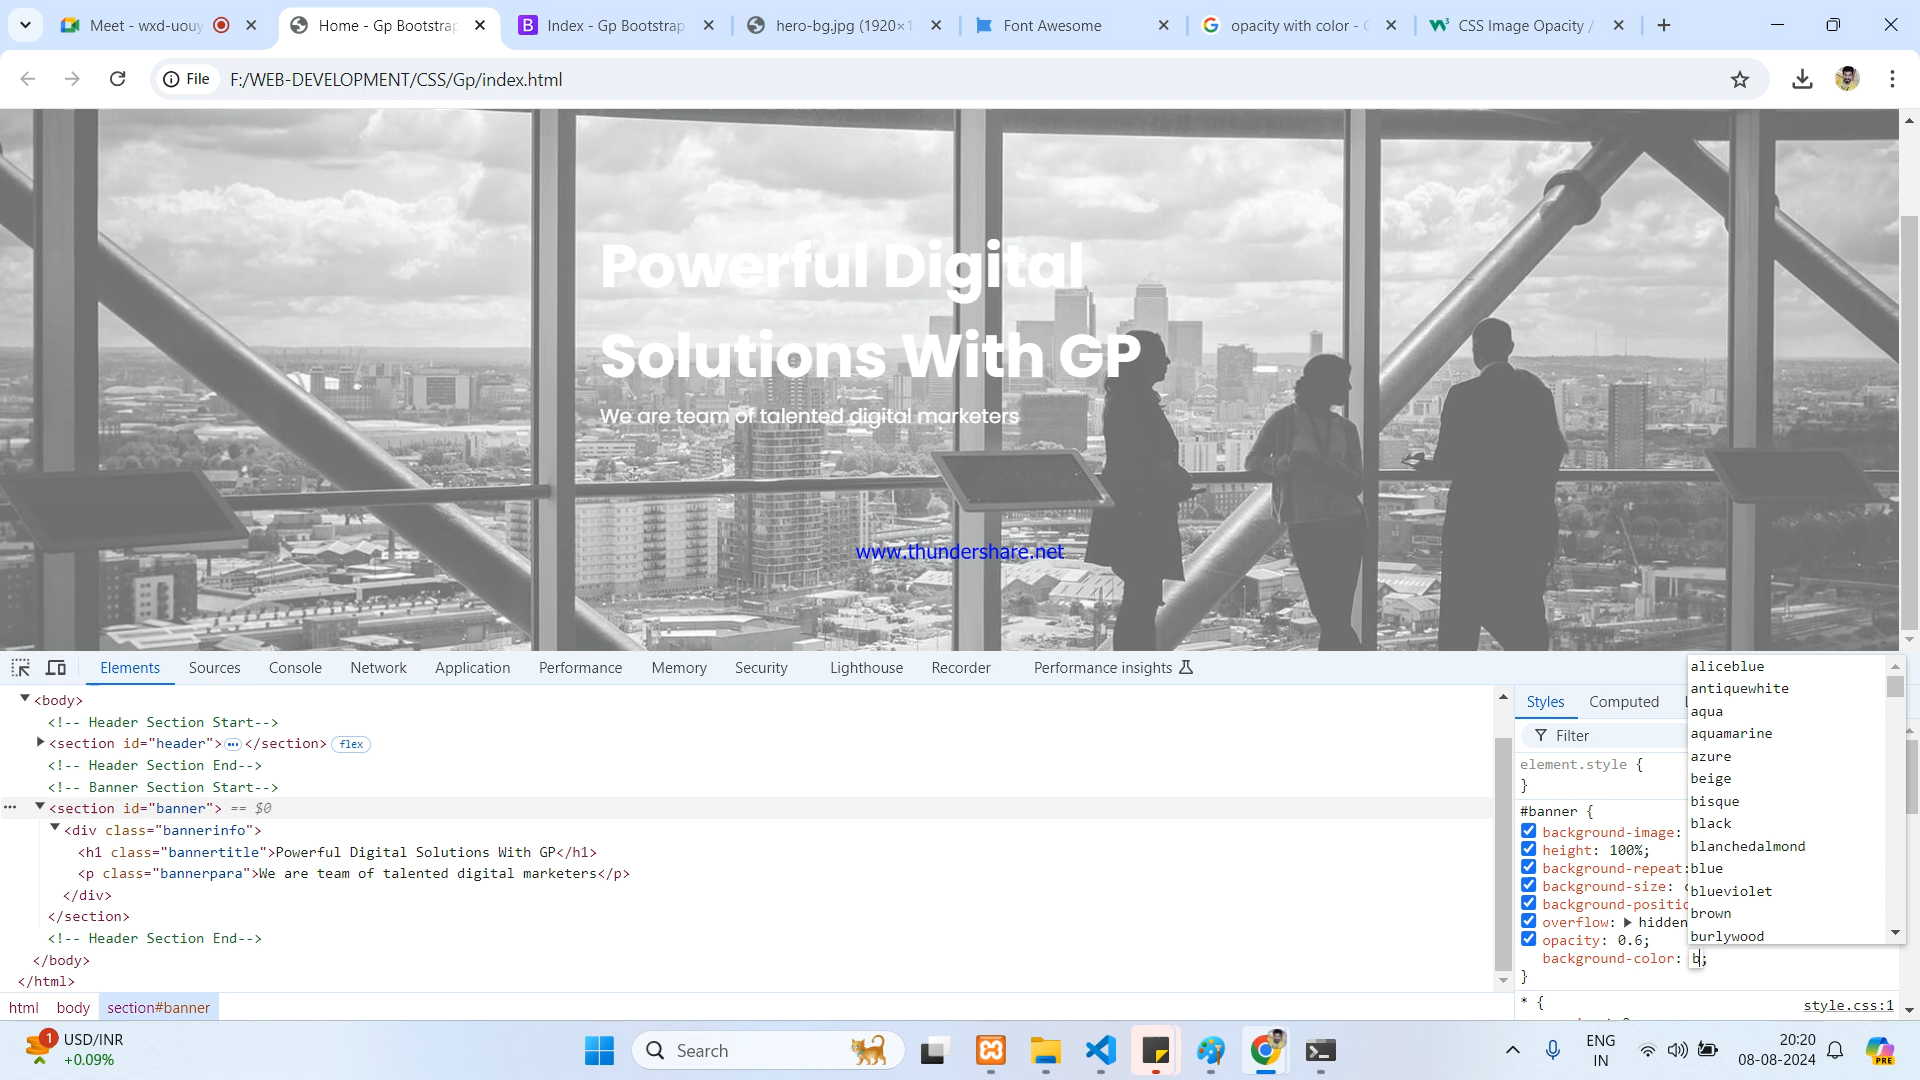 Meet - wxd-uouy
Home - Gp Bootstrap
Index - Gp Bootstrap
hero-bg.jpg (1920×1
Font Awesome
opacity with color - G
CSS Image Opacity /
File
F:/WEB-DEVELOPMENT/CSS/Gp/index.html
Powerful Digital
Solutions With GP
We are team of talented digital marketers
www.thundershare.net
Elements
Sources
Console
Network
Application
Performance
Memory
Security
Lighthouse
Recorder
Performance insights
<body>
<!-- Header Section Start-->
<section id="header"> ••• </section> flex
<!-- Header Section End-->
<!-- Banner Section Start-->
<section id="banner"> == $0
<div class="bannerinfo">
<h1 class="bannertitle">Powerful Digital Solutions With GP</h1>
<p class="bannerpara">We are team of talented digital marketers</p>
</div>
</section>
<!-- Header Section End-->
</body>
</html>
html
body
section#banner
Styles
Computed
Filter
element.style {
}
#banner {
background-image:
height: 100%;
background-repeat:
background-size:
background-positio
overflow: hidden
opacity: 0.6;
background-color: b;
}
* {
style.css:1
aliceblue
antiquewhite
aqua
aquamarine
azure
beige
bisque
black
blanchedalmond
blue
blueviolet
brown
burlywood
1
USD/INR
+0.09%
Search
ENG
IN
20:20
08-08-2024
PRE